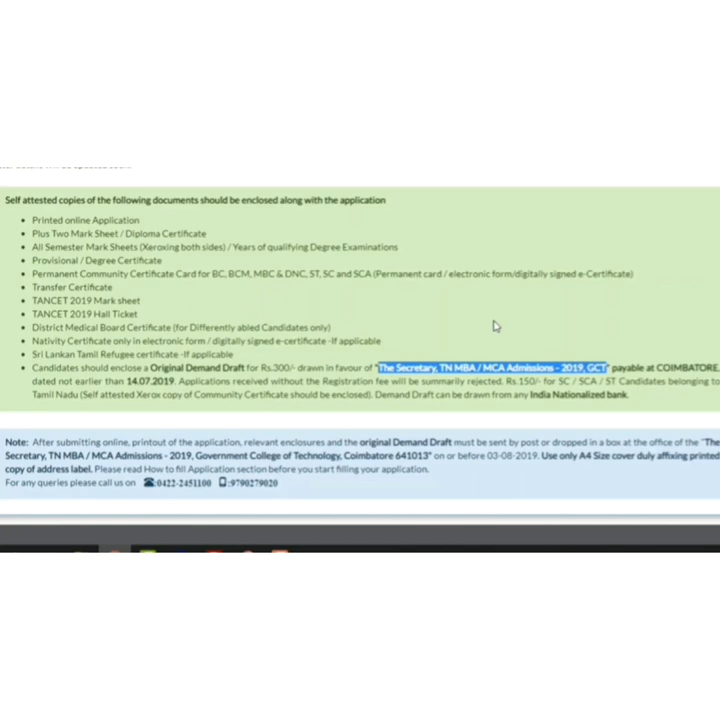 Self attested copies of the following documents should be enclosed along with the application
• Printed online Application
• Plus Two Mark Sheet / Diploma Certificate
• All Semester Mark Sheets (Xeroxing both sides) / Years of qualifying Degree Examinations
• Provisional / Degree Certificate
• Permanent Community Certificate Card for BC, BCM, MBC & DNC, ST, SC and SCA (Permanent card / electronic form/digitally signed e-Certificate)
• Transfer Certificate
• TANCET 2019 Mark sheet
• TANCET 2019 Hall Ticket
• District Medical Board Certificate (for Differently abled Candidates only)
• Nativity Certificate only in electronic form / digitally signed e-certificate -If applicable
• Sri Lankan Tamil Refugee certificate -If applicable
• Candidates should enclose a Original Demand Draft for Rs.300/- drawn in favour of "The Secretary, TN MBA / MCA Admissions - 2019, GCT" payable at COIMBATORE,
dated not earlier than 14.07.2019. Applications received without the Registration fee will be summarily rejected. Rs.150/- for SC / SCA / ST Candidates belonging to
Tamil Nadu (Self attested Xerox copy of Community Certificate should be enclosed). Demand Draft can be drawn from any India Nationalized bank.
Note: After submitting online, printout of the application, relevant enclosures and the original Demand Draft must be sent by post or dropped in a box at the office of the "The
Secretary, TN MBA / MCA Admissions - 2019, Government College of Technology, Coimbatore 641013" on or before 03-08-2019. Use only A4 Size cover duly affixing printed
copy of address label. Please read How to fill Application section before you start filling your application.
For any queries please call us on ☎:0422-2451100 📱:9790279020